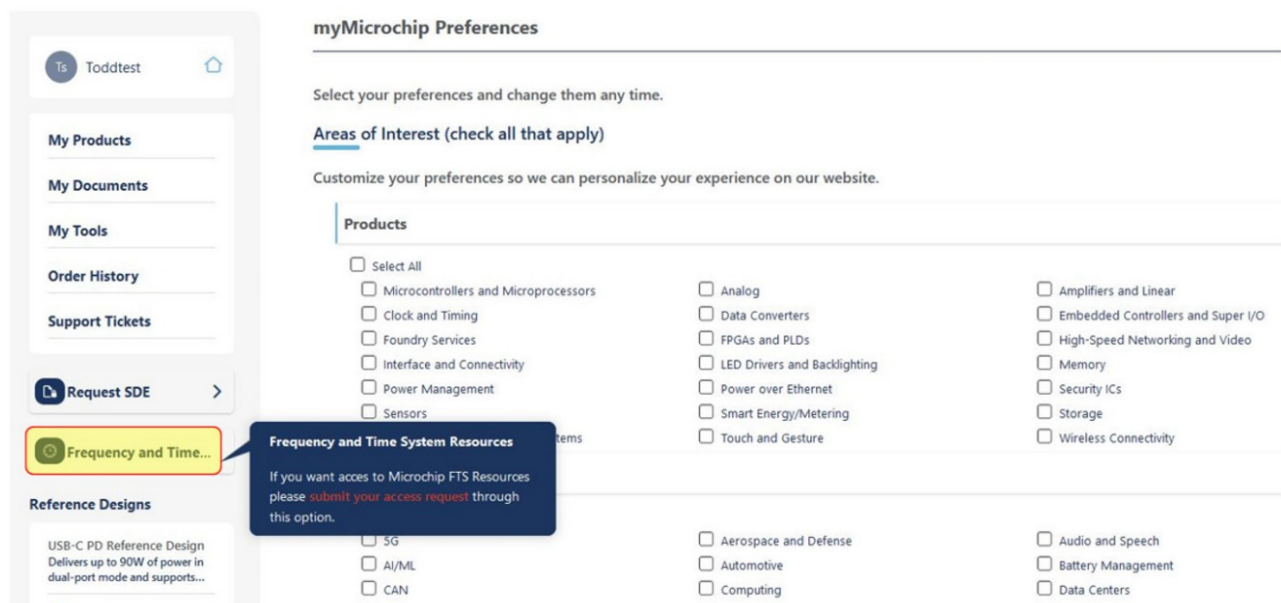 myMicrochip Preferences
Ts Toddtest
Select your preferences and change them any time.
Areas of Interest (check all that apply)
My Products
My Documents
Customize your preferences so we can personalize your experience on our website.
My Tools
Products
Order History
Select All
Microcontrollers and Microprocessors Analog Amplifiers and Linear
Support Tickets
Clock and Timing Data Converters Embedded Controllers and Super I/O
Foundry Services FPGAs and PLDs High-Speed Networking and Video
Interface and Connectivity LED Drivers and Backlighting Memory
Request SDE
Power Management Power over Ethernet Security ICs
Sensors Smart Energy/Metering Storage
Frequency and Time...
Frequency and Time System Resources
Touch and Gesture Wireless Connectivity
If you want acces to Microchip FTS Resources
please submit your access request through
this option.
Reference Designs
5G Aerospace and Defense Audio and Speech
USB-C PD Reference Design
Delivers up to 90W of power in
dual-port mode and supports...
AI/ML Automotive Battery Management
CAN Computing Data Centers